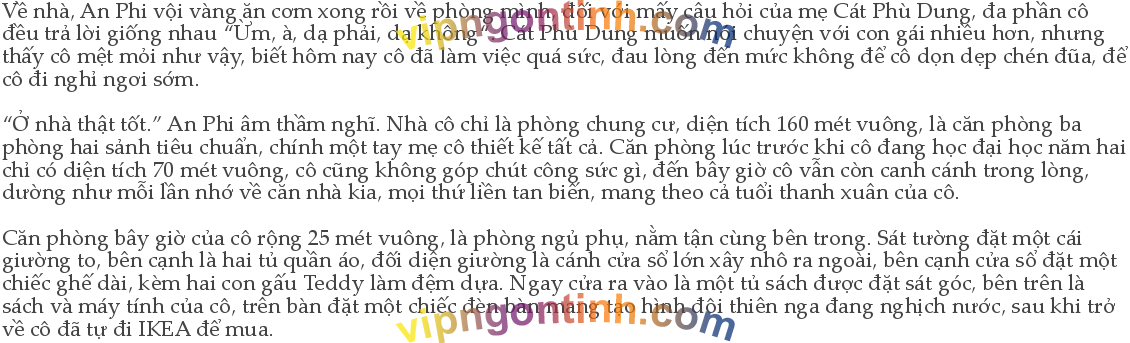 Về nhà, An Phi vội vàng ăn cơm xong rồi về phòng mình, đối với mấy câu hỏi của mẹ Cát Phù Dung, đa phần cô
đều trả lời giống nhau “Ừm, à, dạ phải, dạ không”. Cát Phù Dung muốn nói chuyện với con gái nhiều hơn, nhưng
thấy cô mệt mỏi như vậy, biết hôm nay cô đã làm việc quá sức, đau lòng đến mức không để cô dọn dẹp chén đũa, để
cô đi nghỉ ngơi sớm.
vipngontinh.com
“Ở nhà thật tốt.” An Phi âm thầm nghĩ. Nhà cô chỉ là phòng chung cư, diện tích 160 mét vuông, là căn phòng ba
phòng hai sảnh tiêu chuẩn, chính một tay mẹ cô thiết kế tất cả. Căn phòng lúc trước khi cô đang học đại học năm hai
chỉ có diện tích 70 mét vuông, cô cũng không góp chút công sức gì, đến bây giờ cô vẫn còn canh cánh trong lòng,
dường như mỗi lần nhớ về căn nhà kia, mọi thứ liền tan biến, mang theo cả tuổi thanh xuân của cô.
Căn phòng bây giờ của cô rộng 25 mét vuông, là phòng ngủ phụ, nằm tận cùng bên trong. Sát tường đặt một cái
giường to, bên cạnh là hai tủ quần áo, đối diện giường là cánh cửa sổ lớn xây nhô ra ngoài, bên cạnh cửa sổ đặt một
chiếc ghế dài, kèm hai con gấu Teddy làm đệm dựa. Ngay cửa ra vào là một tủ sách được đặt sát góc, bên trên là
sách và máy tính của cô, trên bàn đặt một chiếc đèn bàn mang tạo hình đôi thiên nga đang nghịch nước, sau khi trở
về cô đã tự đi IKEA để mua.
vipngontinh.com